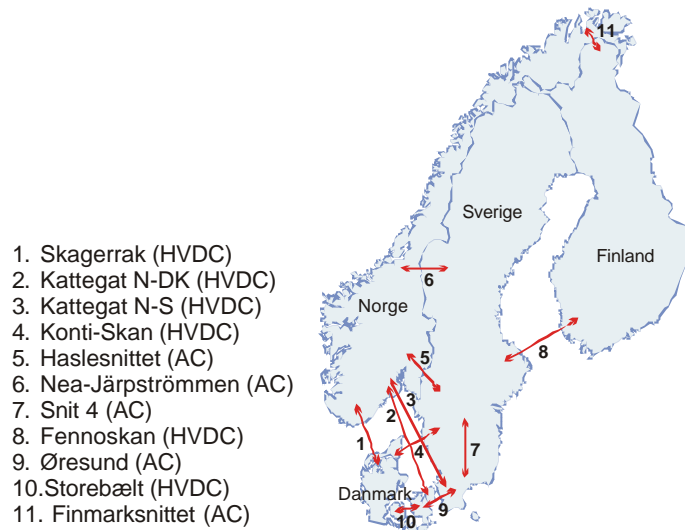 1. Skagerrak (HVDC)
2. Kattegat N-DK (HVDC)
3. Kattegat N-S (HVDC)
4. Konti-Skan (HVDC)
5. Haslesnittet (AC)
6. Nea-Järpströmmen (AC)
7. Snit 4 (AC)
8. Fennoskan (HVDC)
9. Øresund (AC)
10.Storebælt (HVDC)
11. Finmarksnittet (AC)
11
Sverige
Finland
6
Norge
8
5
3
2
4
1
7
Danmark
9
10